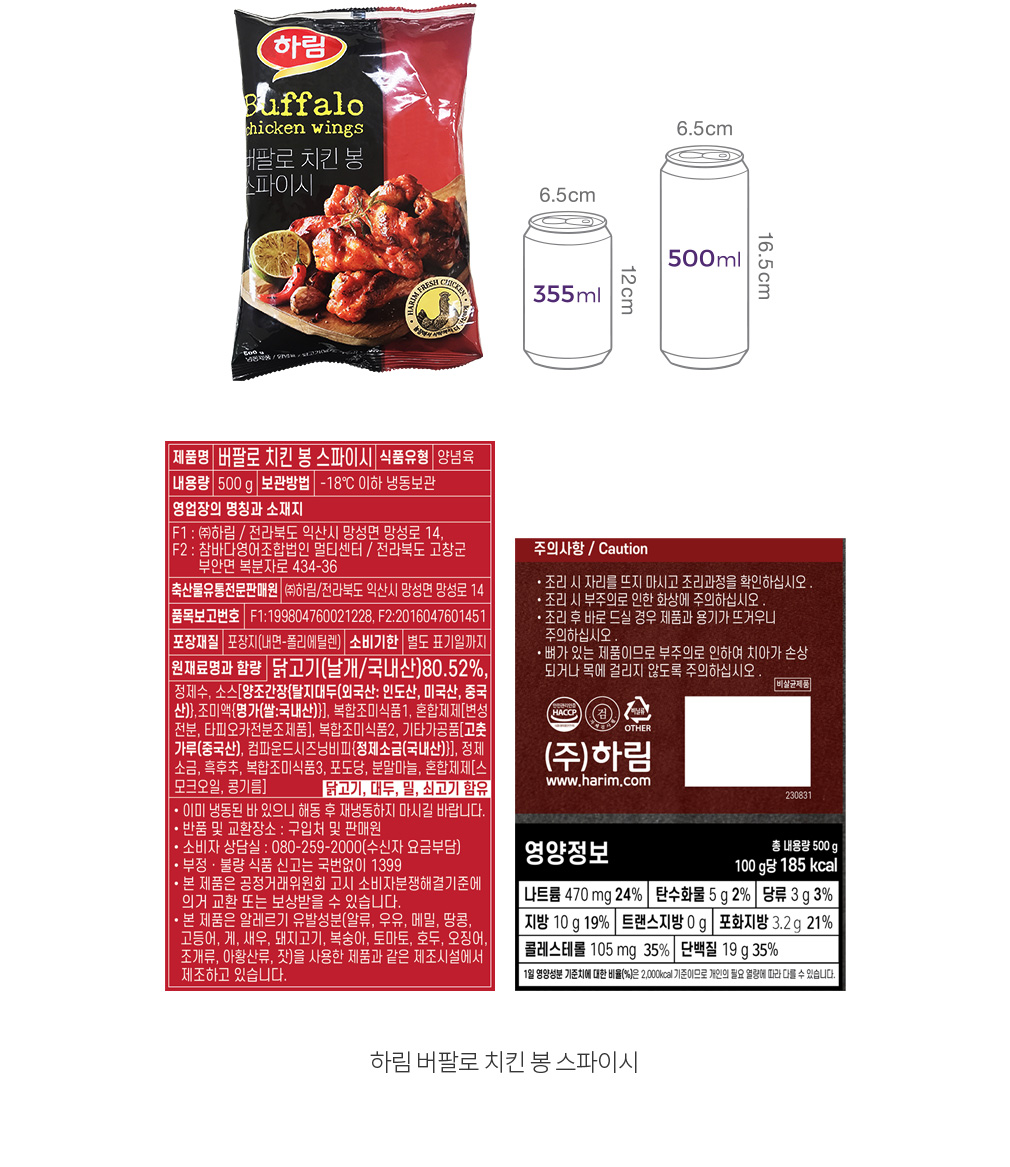 하림
Buffalo
chicken wings
버팔로 치킨 봉
스파이시
HARIM FRESH CHICKEN
500 g
6.5cm
355ml
12cm
6.5cm
500ml
16.5cm
제품명 버팔로 치킨 봉 스파이시 식품유형 양념육
내용량 500 g 보관방법 -18℃ 이하 냉동보관
영업장의 명칭과 소재지
F1 : ㈜하림 / 전라북도 익산시 망성면 망성로 14,
F2 : 참바다영어조합법인 멀티센터 / 전라북도 고창군
부안면 복분자로 434-36
축산물유통전문판매원 ㈜하림/전라북도 익산시 망성면 망성로 14
품목보고번호 F1:199804760021228, F2:2016047601451
포장재질 포장지(내면-폴리에틸렌) 소비기한 별도 표기일까지
원재료명과 함량 닭고기(날개/국내산)80.52%,
정제수, 소스[양조간장{탈지대두(외국산: 인도산, 미국산, 중국
산)},조미액{명가(쌀:국내산)}], 복합조미식품1, 혼합제제[변성
전분, 타피오카전분조제품], 복합조미식품2, 기타가공품[고춧
가루(중국산), 컴파운드시즈닝비피{정제소금(국내산)}], 정제
소금, 흑후추, 복합조미식품3, 포도당, 분말마늘, 혼합제제[스
모크오일, 콩기름] 닭고기, 대두, 밀, 쇠고기 함유
• 이미 냉동된 바 있으니 해동 후 재냉동하지 마시길 바랍니다.
• 반품 및 교환장소 : 구입처 및 판매원
• 소비자 상담실 : 080-259-2000(수신자 요금부담)
• 부정 · 불량 식품 신고는 국번없이 1399
• 본 제품은 공정거래위원회 고시 소비자분쟁해결기준에
의거 교환 또는 보상받을 수 있습니다.
• 본 제품은 알레르기 유발성분(알류, 우유, 메밀, 땅콩,
고등어, 게, 새우, 돼지고기, 복숭아, 토마토, 호두, 오징어,
조개류, 아황산류, 잣)을 사용한 제품과 같은 제조시설에서
제조하고 있습니다.
주의사항 / Caution
• 조리 시 자리를 뜨지 마시고 조리과정을 확인하십시오 .
• 조리 시 부주의로 인한 화상에 주의하십시오 .
• 조리 후 바로 드실 경우 제품과 용기가 뜨거우니
주의하십시오 .
• 뼈가 있는 제품이므로 부주의로 인하여 치아가 손상
되거나 목에 걸리지 않도록 주의하십시오 .
비살균제품
안전관리인증
HACCP
검
비닐류
OTHER
(주)하림
www.harim.com
230831
영양정보
총 내용량 500 g
100 g당 185 kcal
나트륨 470 mg 24% 탄수화물 5 g 2% 당류 3 g 3%
지방 10 g 19% 트랜스지방 0 g 포화지방 3.2 g 21%
콜레스테롤 105 mg 35% 단백질 19 g 35%
1일 영양성분 기준치에 대한 비율(%)은 2,000kcal 기준이므로 개인의 필요 열량에 따라 다를 수 있습니다.
하림 버팔로 치킨 봉 스파이시